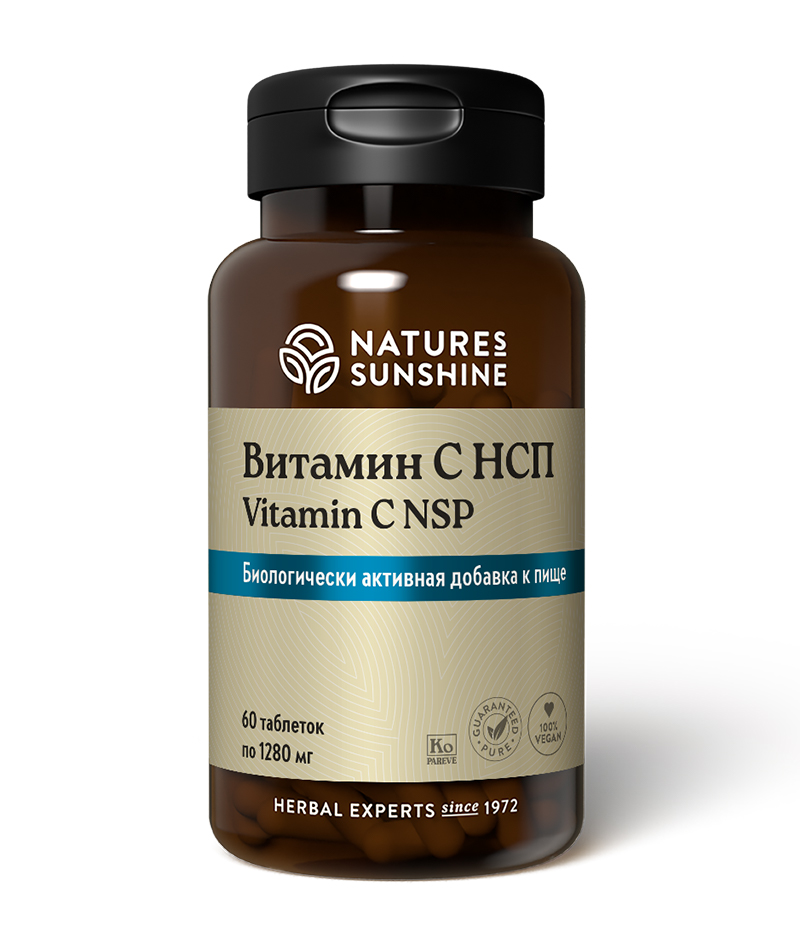 NATURES
SUNSHINE
Витамин С НСП
Vitamin C NSP
Биологически активная добавка к пище
60 таблеток
по 1280 мг
Ko
PAREVE
GUARANTEED
PURE
100%
VEGAN
HERBAL EXPERTS since 1972